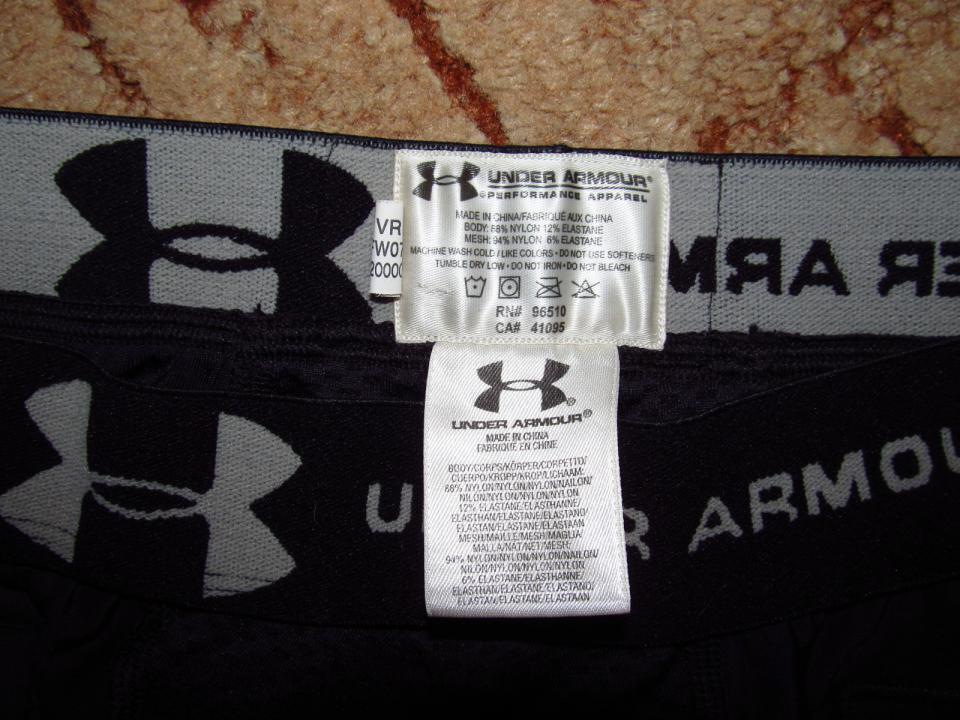 UNDER ARMOUR®
PERFORMANCE APPAREL
MADE IN CHINA/FABRIQUÉ AUX CHINA
BODY: 88% NYLON 12% ELASTANE
MESH: 94% NYLON 6% ELASTANE
MACHINE WASH COLD / LIKE COLORS • DO NOT USE SOFTENERS
TUMBLE DRY LOW • DO NOT IRON • DO NOT BLEACH
RN# 96510
CA# 41095
VR
FW07
20000
ER ARM
UNDER ARMOUR®
MADE IN CHINA
FABRIQUE EN CHINE
BODY/CORPS/KÖRPER/CORPETTO/
CUERPO/KROPP/KROP/LICHAAM:
88% NYLON/NYLON/NYLON/NAILON/
NILON/NYLON/NYLON/NYLON
12% ELASTANE/ELASTHANNE/
ELASTHAN/ELASTANE/ELASTANO/
ELASTAN/ELASTANE/ELASTAAN
MESH/MAILLE/MESH/MAGLIA/
MALLA/NAT/NET/MESH:
94% NYLON/NYLON/NYLON/NAILON/
NILON/NYLON/NYLON/NYLON
6% ELASTANE/ELASTHANNE/
ELASTHAN/ELASTANE/ELASTANO/
ELASTAN/ELASTANE/ELASTAAN
U ER ARMOU